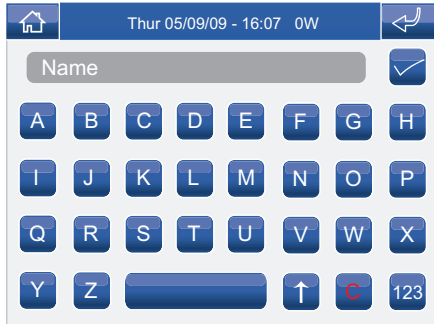 Thur 05/09/09 - 16:07 0W
Name
A B C D E F G H
I J K L M N O P
Q R S T U V W X
Y Z ↑ C 123